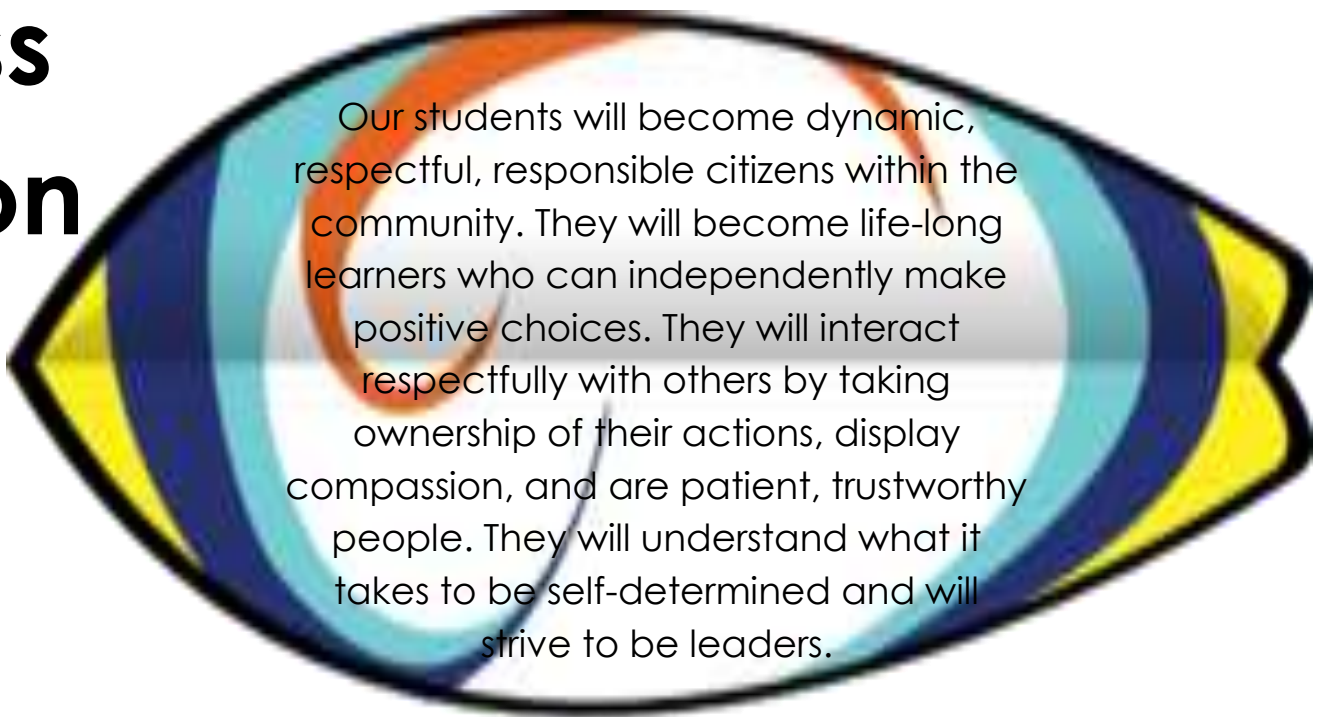 Our students will become dynamic,
respectful, responsible citizens within the
community. They will become life-long
learners who can independently make
positive choices. They will interact
respectfully with others by taking
ownership of their actions, display
compassion, and are patient, trustworthy
people. They will understand what it
takes to be self-determined and will
strive to be leaders.